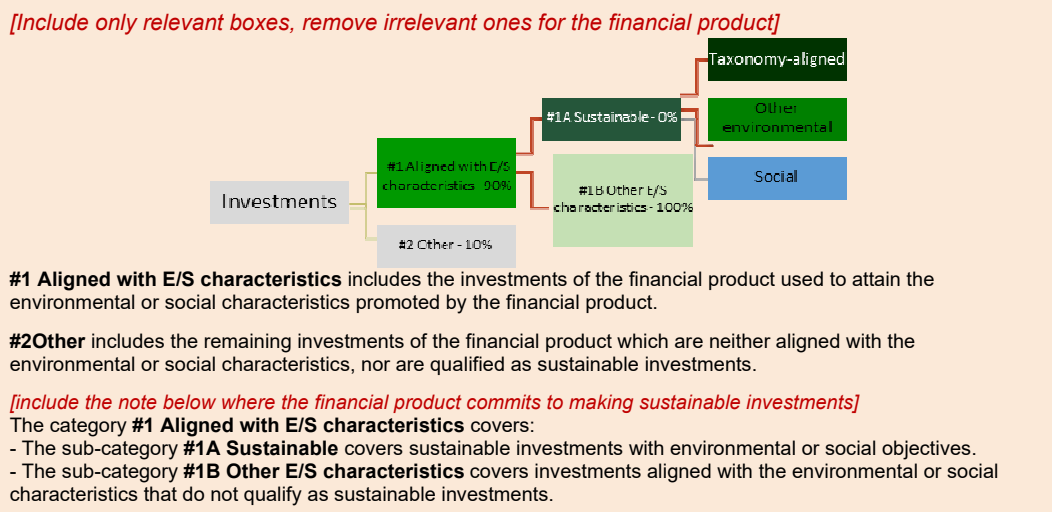 [Include only relevant boxes, remove irrelevant ones for the financial product]
Taxonomy-aligned
#1A Sustainable - 0%
Other
environmental
#1Aligned with E/S
characteristics - 90%
Social
#1B Other E/S
characteristics - 100%
Investments
#2 Other - 10%
#1 Aligned with E/S characteristics includes the investments of the financial product used to attain the
environmental or social characteristics promoted by the financial product.
#2Other includes the remaining investments of the financial product which are neither aligned with the
environmental or social characteristics, nor are qualified as sustainable investments.
[include the note below where the financial product commits to making sustainable investments]
The category #1 Aligned with E/S characteristics covers:
- The sub-category #1A Sustainable covers sustainable investments with environmental or social objectives.
- The sub-category #1B Other E/S characteristics covers investments aligned with the environmental or social
characteristics that do not qualify as sustainable investments.